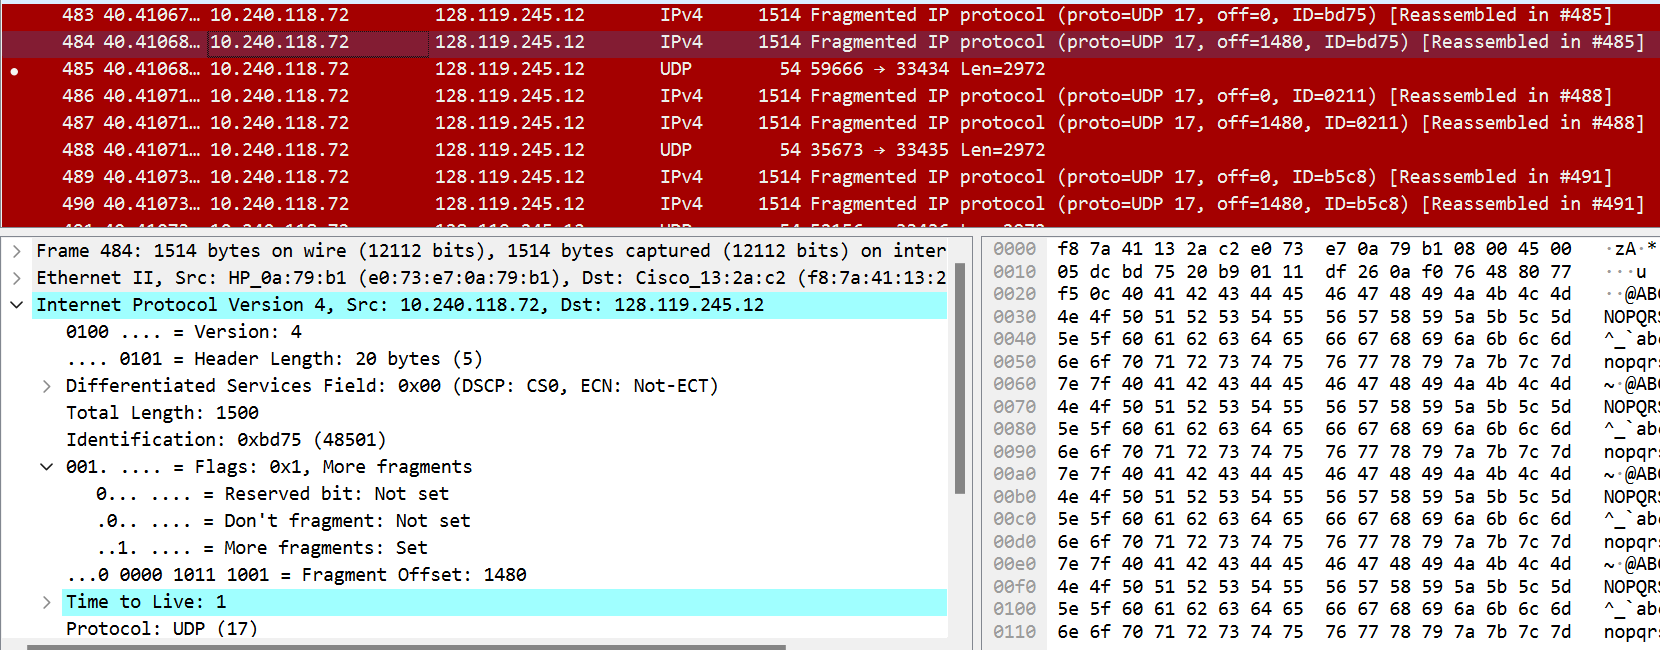 483 40.41067… 10.240.118.72 128.119.245.12 IPv4 1514 Fragmented IP protocol (proto=UDP 17, off=0, ID=bd75) [Reassembled in #485]
484 40.41068… 10.240.118.72 128.119.245.12 IPv4 1514 Fragmented IP protocol (proto=UDP 17, off=1480, ID=bd75) [Reassembled in #485]
485 40.41068… 10.240.118.72 128.119.245.12 UDP 54 59666 → 33434 Len=2972
486 40.41071… 10.240.118.72 128.119.245.12 IPv4 1514 Fragmented IP protocol (proto=UDP 17, off=0, ID=0211) [Reassembled in #488]
487 40.41071… 10.240.118.72 128.119.245.12 IPv4 1514 Fragmented IP protocol (proto=UDP 17, off=1480, ID=0211) [Reassembled in #488]
488 40.41071… 10.240.118.72 128.119.245.12 UDP 54 35673 → 33435 Len=2972
489 40.41073… 10.240.118.72 128.119.245.12 IPv4 1514 Fragmented IP protocol (proto=UDP 17, off=0, ID=b5c8) [Reassembled in #491]
490 40.41073… 10.240.118.72 128.119.245.12 IPv4 1514 Fragmented IP protocol (proto=UDP 17, off=1480, ID=b5c8) [Reassembled in #491]
Frame 484: 1514 bytes on wire (12112 bits), 1514 bytes captured (12112 bits) on inter
Ethernet II, Src: HP_0a:79:b1 (e0:73:e7:0a:79:b1), Dst: Cisco_13:2a:c2 (f8:7a:41:13:2
Internet Protocol Version 4, Src: 10.240.118.72, Dst: 128.119.245.12
0100 .... = Version: 4
.... 0101 = Header Length: 20 bytes (5)
Differentiated Services Field: 0x00 (DSCP: CS0, ECN: Not-ECT)
Total Length: 1500
Identification: 0xbd75 (48501)
001. .... = Flags: 0x1, More fragments
0... .... = Reserved bit: Not set
.0.. .... = Don't fragment: Not set
..1. .... = More fragments: Set
...0 0000 1011 1001 = Fragment Offset: 1480
Time to Live: 1
Protocol: UDP (17)
0000 f8 7a 41 13 2a c2 e0 73 e7 0a 79 b1 08 00 45 00 ·zA·*
0010 05 dc bd 75 20 b9 01 11 df 26 0a f0 76 48 80 77 ···u
0020 f5 0c 40 41 42 43 44 45 46 47 48 49 4a 4b 4c 4d ··@ABC
0030 4e 4f 50 51 52 53 54 55 56 57 58 59 5a 5b 5c 5d NOPQRS
0040 5e 5f 60 61 62 63 64 65 66 67 68 69 6a 6b 6c 6d ^_`abc
0050 6e 6f 70 71 72 73 74 75 76 77 78 79 7a 7b 7c 7d nopqrs
0060 7e 7f 40 41 42 43 44 45 46 47 48 49 4a 4b 4c 4d ~·@ABC
0070 4e 4f 50 51 52 53 54 55 56 57 58 59 5a 5b 5c 5d NOPQRS
0080 5e 5f 60 61 62 63 64 65 66 67 68 69 6a 6b 6c 6d ^_`abc
0090 6e 6f 70 71 72 73 74 75 76 77 78 79 7a 7b 7c 7d nopqrs
00a0 7e 7f 40 41 42 43 44 45 46 47 48 49 4a 4b 4c 4d ~·@ABC
00b0 4e 4f 50 51 52 53 54 55 56 57 58 59 5a 5b 5c 5d NOPQRS
00c0 5e 5f 60 61 62 63 64 65 66 67 68 69 6a 6b 6c 6d ^_`abc
00d0 6e 6f 70 71 72 73 74 75 76 77 78 79 7a 7b 7c 7d nopqrs
00e0 7e 7f 40 41 42 43 44 45 46 47 48 49 4a 4b 4c 4d ~·@ABC
00f0 4e 4f 50 51 52 53 54 55 56 57 58 59 5a 5b 5c 5d NOPQRS
0100 5e 5f 60 61 62 63 64 65 66 67 68 69 6a 6b 6c 6d ^_`abc
0110 6e 6f 70 71 72 73 74 75 76 77 78 79 7a 7b 7c 7d nopqrs